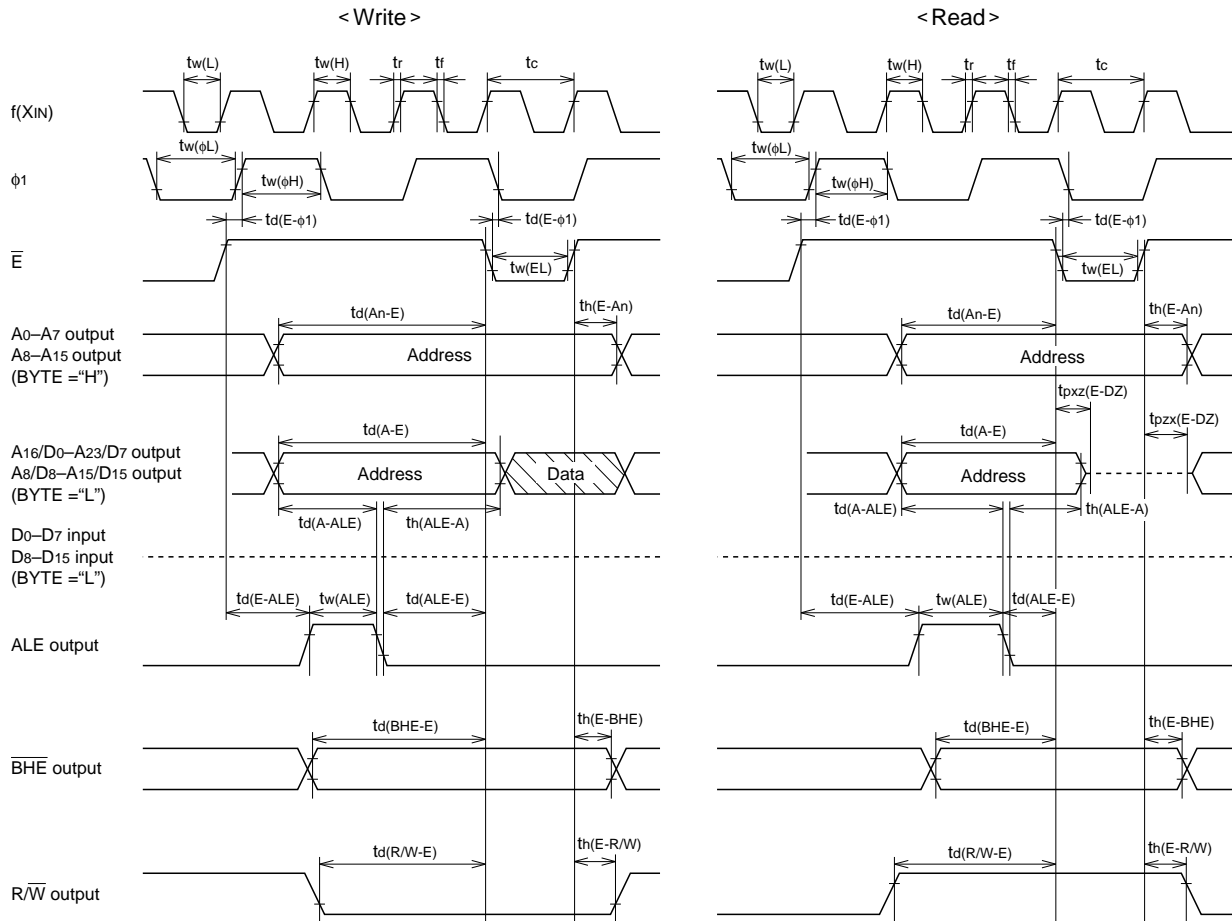 <Write> <Read>
tw(L) tw(H) tr tf tc tw(L) tw(H) tr tf tc
f(XIN)
tw(ϕL) tw(ϕL)
ϕ1
tw(ϕH) tw(ϕH)
td(E-ϕ1) td(E-ϕ1) td(E-ϕ1) td(E-ϕ1)
E
tw(EL) tw(EL)
td(An-E) th(E-An) td(An-E) th(E-An)
A0–A7 output
A8–A15 output Address Address
(BYTE =“H”)
tpxz(E-DZ)
td(A-E) td(A-E) tpzx(E-DZ)
A16/D0–A23/D7 output
A8/D8–A15/D15 output Address Data Address
(BYTE =“L”)
td(A-ALE) th(ALE-A) td(A-ALE) th(ALE-A)
D0–D7 input
D8–D15 input
(BYTE =“L”)
td(E-ALE) tw(ALE) td(ALE-E) td(E-ALE) tw(ALE) td(ALE-E)
ALE output
td(BHE-E) th(E-BHE) td(BHE-E) th(E-BHE)
BHE output
td(R/W-E) th(E-R/W) td(R/W-E) th(E-R/W)
R/W output